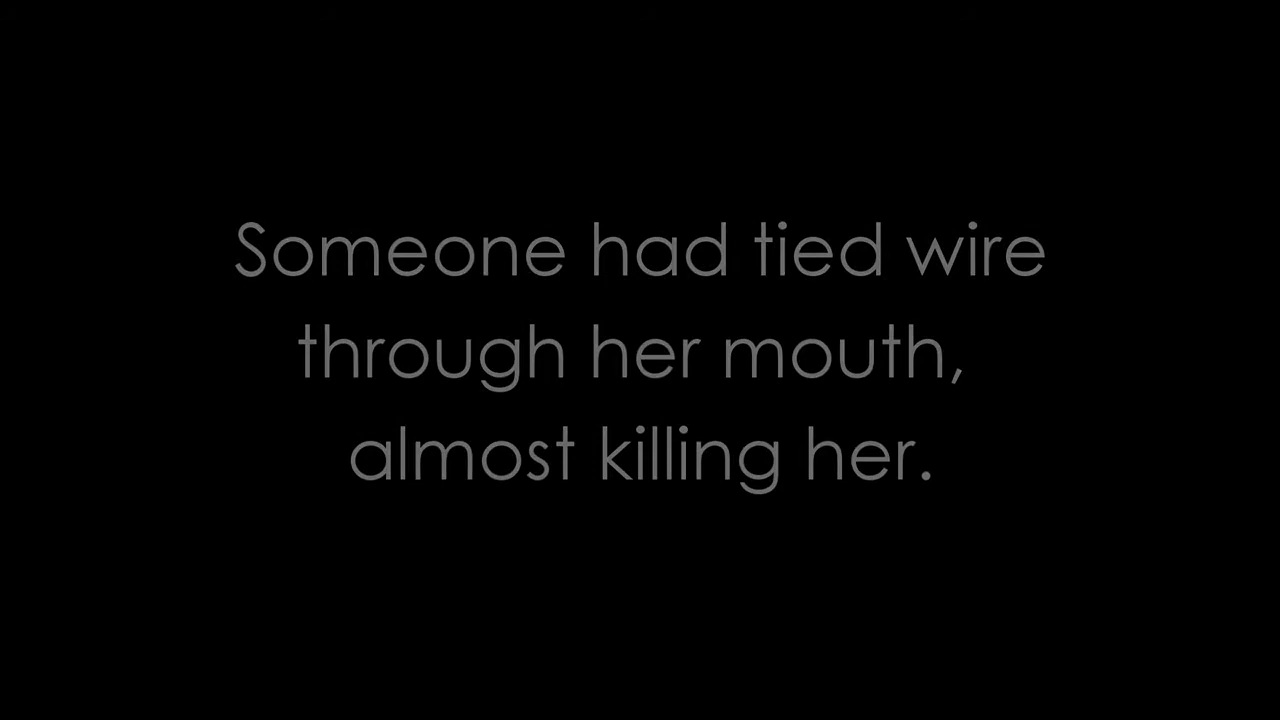 Someone had tied wire
through her mouth,
almost killing her.